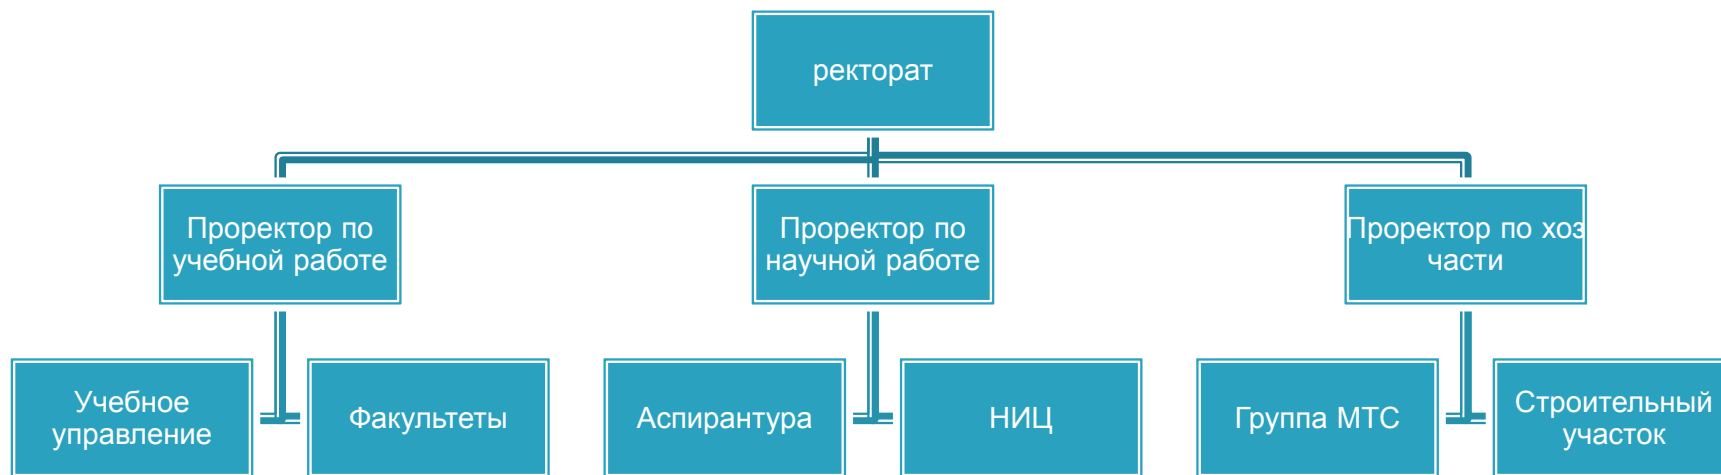 ректорат
Проректор по
учебной работе
Проректор по
научной работе
Проректор по хоз
части
Учебное
управление
Факультеты
Аспирантура
НИЦ
Группа МТС
Строительный
участок